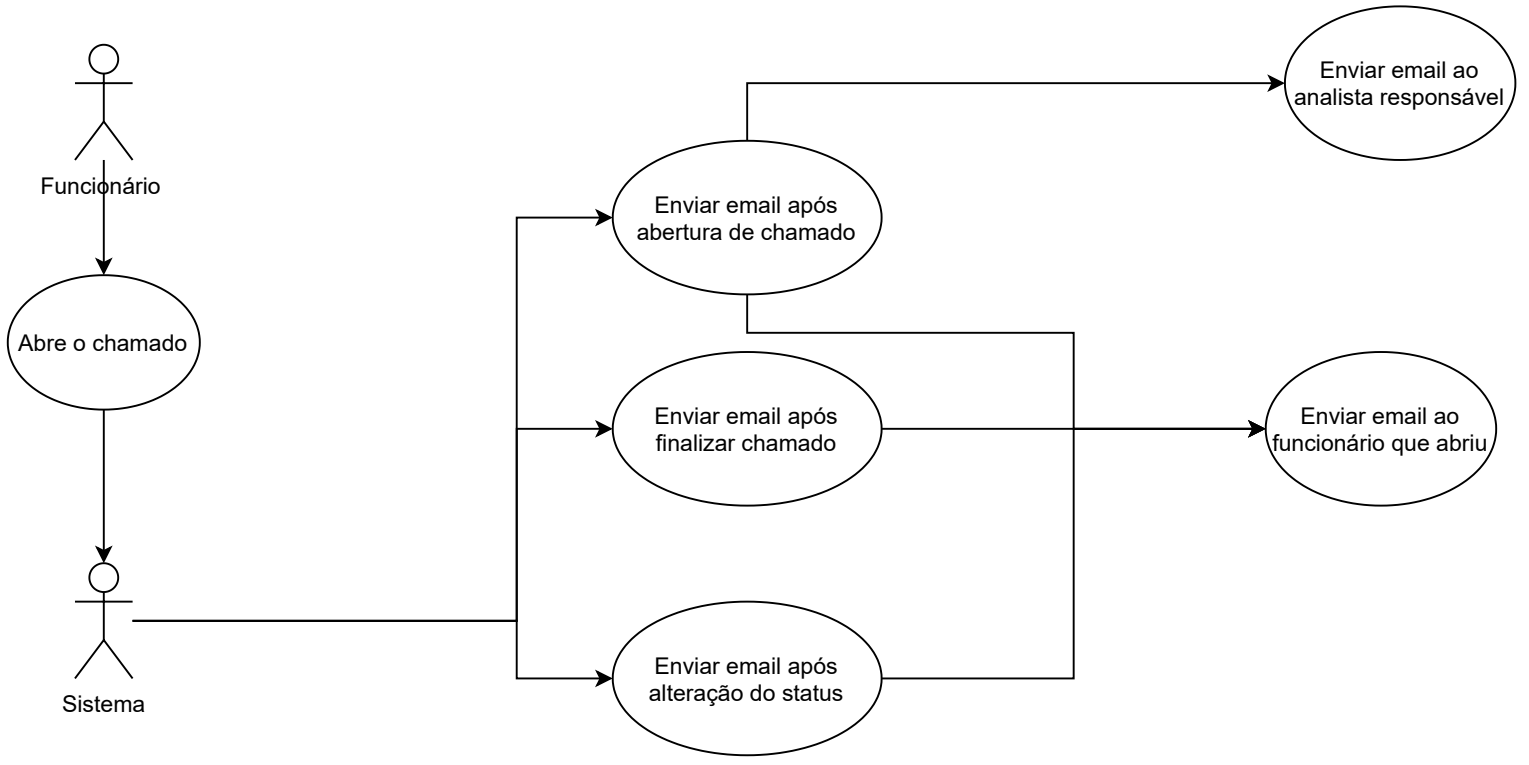 Funcionário
Abre o chamado
Sistema
Enviar email após
abertura de chamado
Enviar email após
finalizar chamado
Enviar email após
alteração do status
Enviar email ao
analista responsável
Enviar email ao
funcionário que abriu